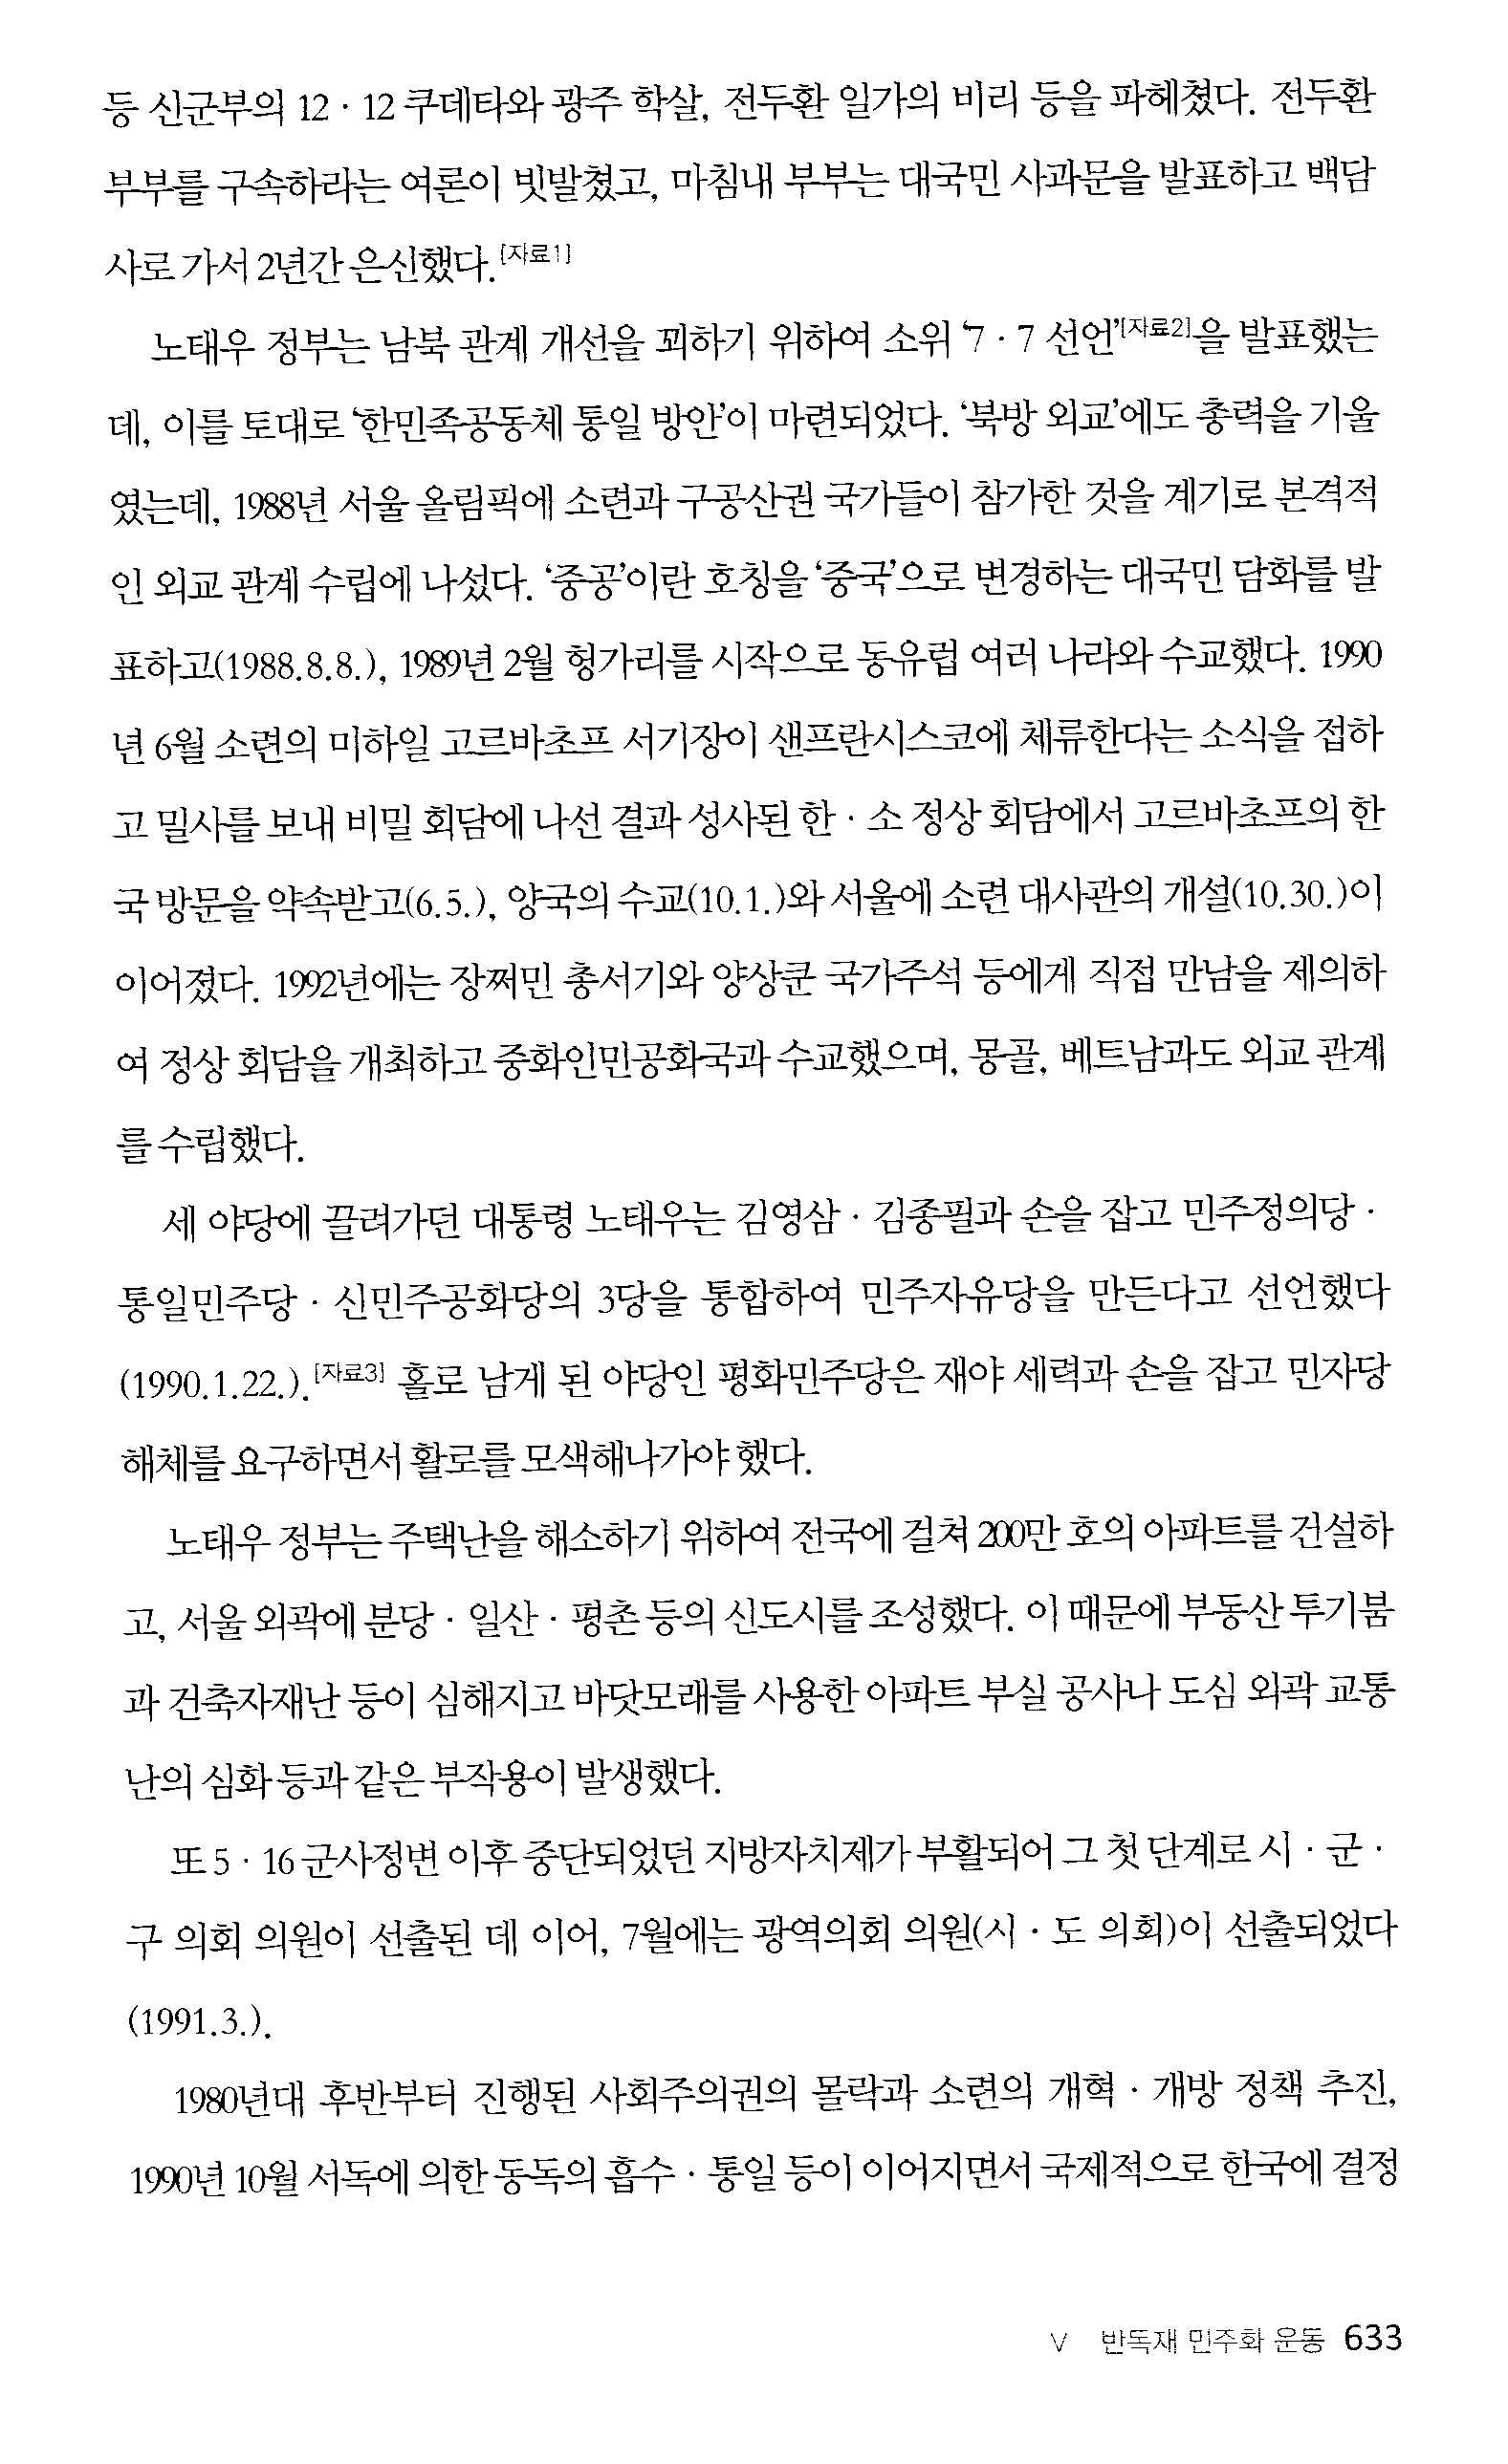 등 신군부의 12 · 12 쿠데타와 광주 학살, 전두환 일가의 비리 등을 파헤쳤다. 전두환
부부를 구속하라는 여론이 빗발쳤고, 마침내 부부는 대국민 사과문을 발표하고 백담
사로 가서 2년간 은신했다.[자료1]
노태우 정부는 남북 관계 개선을 꾀하기 위하여 소위 '7 · 7 선언'[자료2]을 발표했는
데, 이를 토대로 '한민족공동체 통일 방안'이 마련되었다. '북방 외교'에도 총력을 기울
였는데, 1988년 서울 올림픽에 소련과 구공산권 국가들이 참가한 것을 계기로 본격적
인 외교 관계 수립에 나섰다. '중공'이란 호칭을 '중국'으로 변경하는 대국민 담화를 발
표하고(1988.8.8.), 1989년 2월 헝가리를 시작으로 동유럽 여러 나라와 수교했다. 1990
년 6월 소련의 미하일 고르바초프 서기장이 샌프란시스코에 체류한다는 소식을 접하
고 밀사를 보내 비밀 회담에 나선 결과 성사된 한 · 소 정상 회담에서 고르바초프의 한
국 방문을 약속받고(6.5.), 양국의 수교(10.1.)와 서울에 소련 대사관의 개설(10.30.)이
이어졌다. 1992년에는 장쩌민 총서기와 양상쿤 국가주석 등에게 직접 만남을 제의하
여 정상 회담을 개최하고 중화인민공화국과 수교했으며, 몽골, 베트남과도 외교 관계
를 수립했다.
세 야당에 끌려가던 대통령 노태우는 김영삼 · 김종필과 손을 잡고 민주정의당 ·
통일민주당 · 신민주공화당의 3당을 통합하여 민주자유당을 만든다고 선언했다
(1990.1.22.).[자료3] 홀로 남게 된 야당인 평화민주당은 재야 세력과 손을 잡고 민자당
해체를 요구하면서 활로를 모색해나가야 했다.
노태우 정부는 주택난을 해소하기 위하여 전국에 걸쳐 200만 호의 아파트를 건설하
고, 서울 외곽에 분당 · 일산 · 평촌 등의 신도시를 조성했다. 이 때문에 부동산 투기붐
과 건축자재난 등이 심해지고 바닷모래를 사용한 아파트 부실 공사나 도심 외곽 교통
난의 심화 등과 같은 부작용이 발생했다.
또 5 · 16 군사정변 이후 중단되었던 지방자치제가 부활되어 그 첫 단계로 시 · 군 ·
구 의회 의원이 선출된 데 이어, 7월에는 광역의회 의원(시 · 도 의회)이 선출되었다
(1991.3.).
1980년대 후반부터 진행된 사회주의권의 몰락과 소련의 개혁 · 개방 정책 추진,
1990년 10월 서독에 의한 동독의 흡수 · 통일 등이 이어지면서 국제적으로 한국에 결정
V 반독재 민주화 운동 633